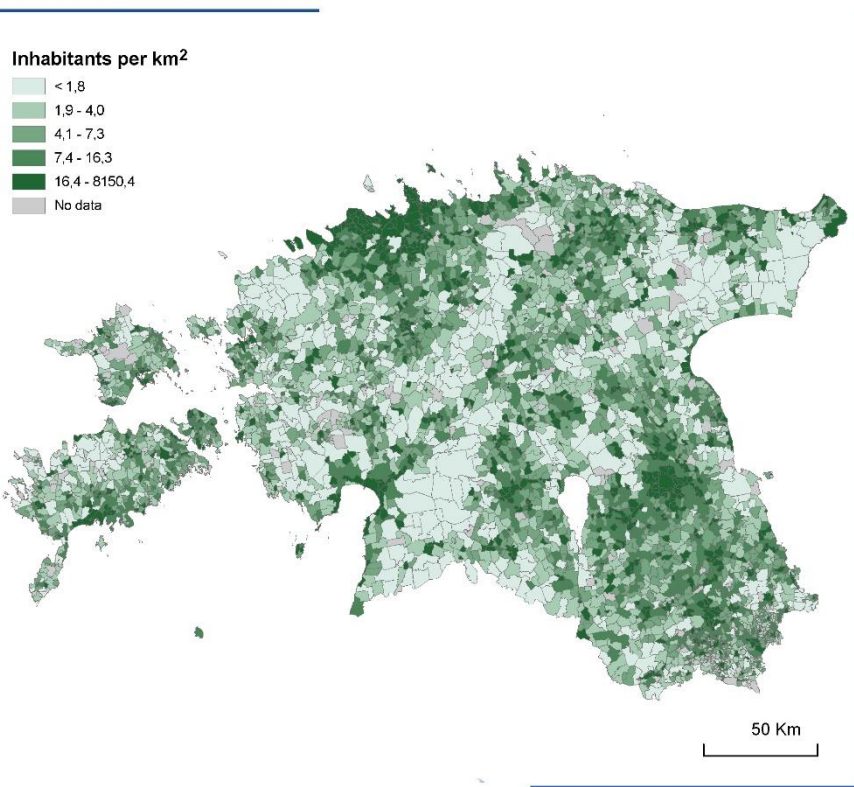 Inhabitants per km²
< 1,8
1,9 - 4,0
4,1 - 7,3
7,4 - 16,3
16,4 - 8150,4
No data
50 Km